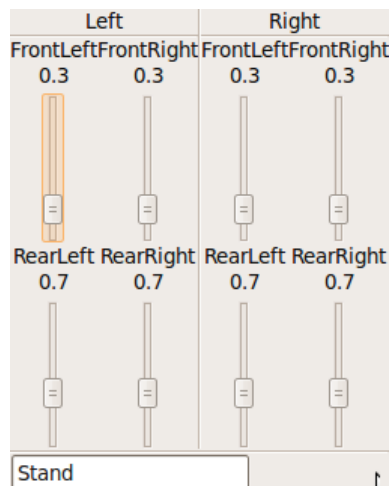 Left Right
FrontLeft FrontRight FrontLeft FrontRight
0.3 0.3 0.3 0.3
RearLeft RearRight RearLeft RearRight
0.7 0.7 0.7 0.7
Stand